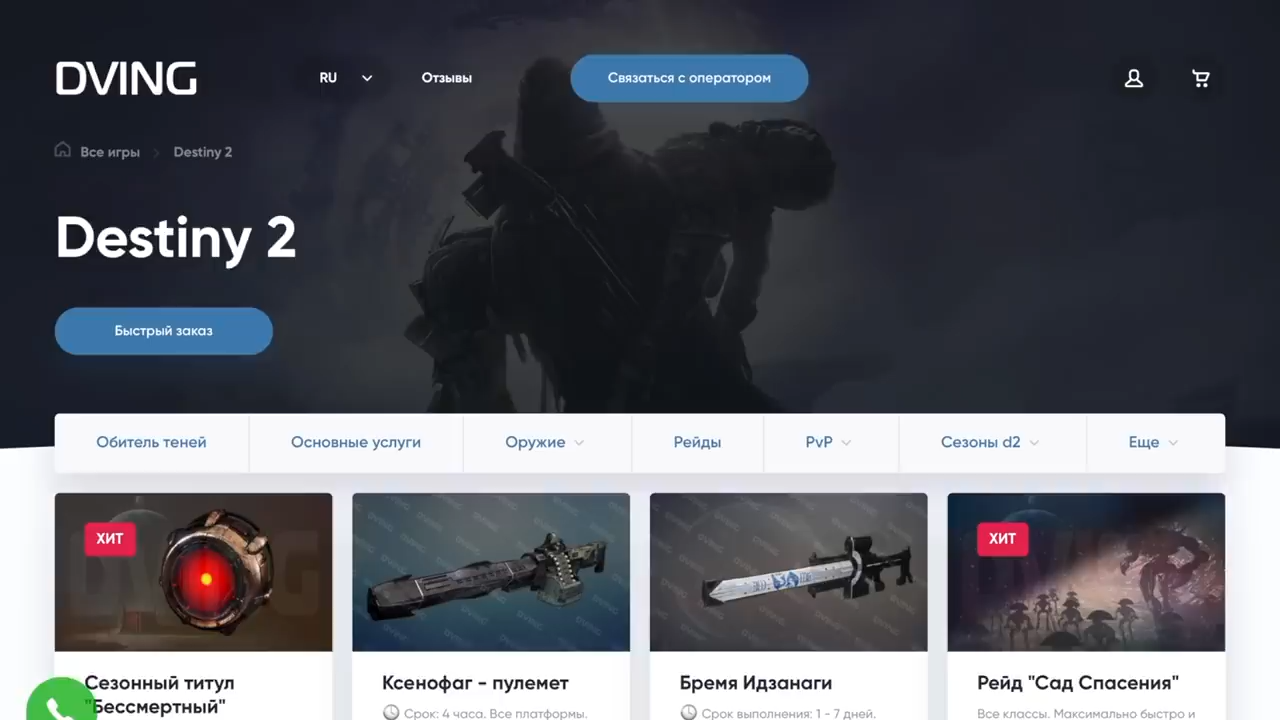 DVING
RU
Отзывы
Связаться с оператором
Все игры
Destiny 2
Destiny 2
Быстрый заказ
Обитель теней
Основные услуги
Оружие
Рейды
PvP
Сезоны d2
Еще
ХИТ
ХИТ
Сезонный титул
"Бессмертный"
Ксенофаг - пулемет
Срок: 4 часа. Все платформы.
Бремя Идзанаги
Срок выполнения: 1 - 7 дней.
Рейд "Сад Спасения"
Все классы. Максимально быстро и